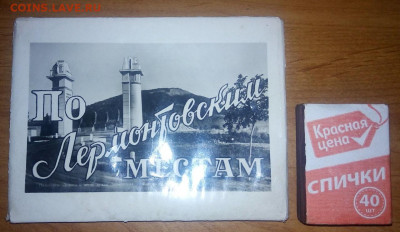 COINS.LAVE.RU
По
Лермонтовским
МЕСТАМ
Красная
цена
СПИЧКИ
40
шт.